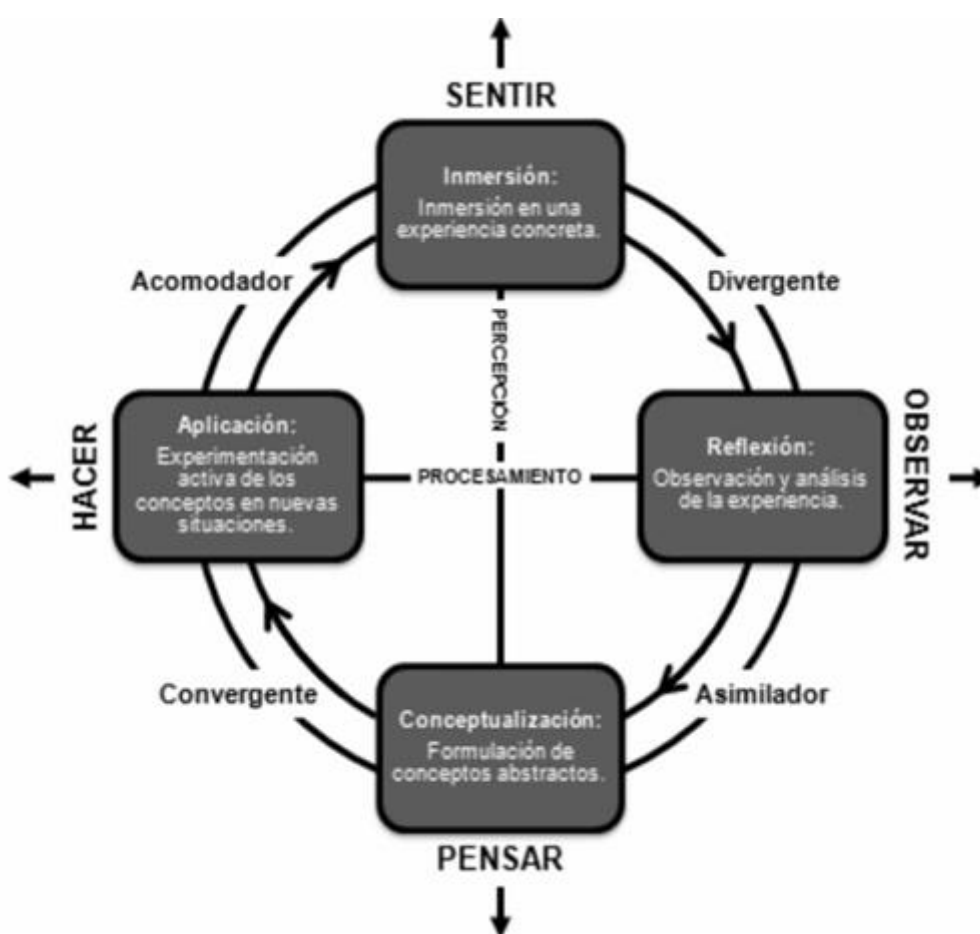 SENTIR
Inmersión:
Inmersión en una
experiencia concreta.
Acomodador
Divergente
PERCEPCIÓN
HACER
Aplicación:
Experimentación
activa de los
conceptos en nuevas
situaciones.
PROCESAMIENTO
Reflexión:
Observación y análisis
de la experiencia.
OBSERVAR
Convergente
Asimilador
Conceptualización:
Formulación de
conceptos abstractos.
PENSAR